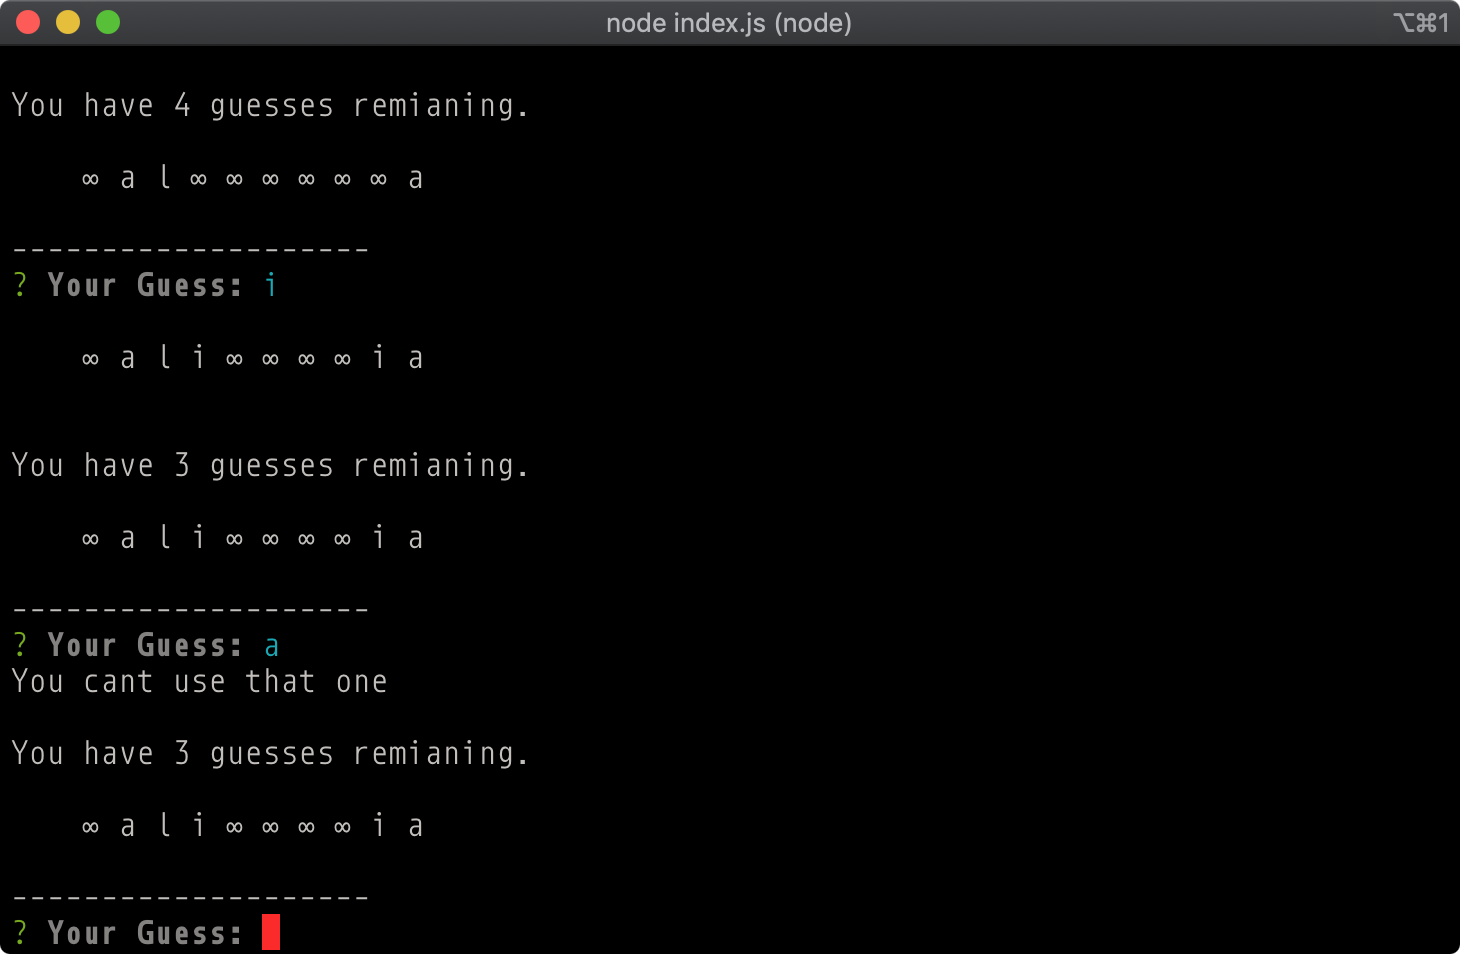 node index.js (node) ⌥⌘1
You have 4 guesses remianing.
∞ a l ∞ ∞ ∞ ∞ ∞ ∞ a
--------------------
? Your Guess: i
∞ a l i ∞ ∞ ∞ ∞ i a
You have 3 guesses remianing.
∞ a l i ∞ ∞ ∞ ∞ i a
--------------------
? Your Guess: a
You cant use that one
You have 3 guesses remianing.
∞ a l i ∞ ∞ ∞ ∞ i a
--------------------
? Your Guess: